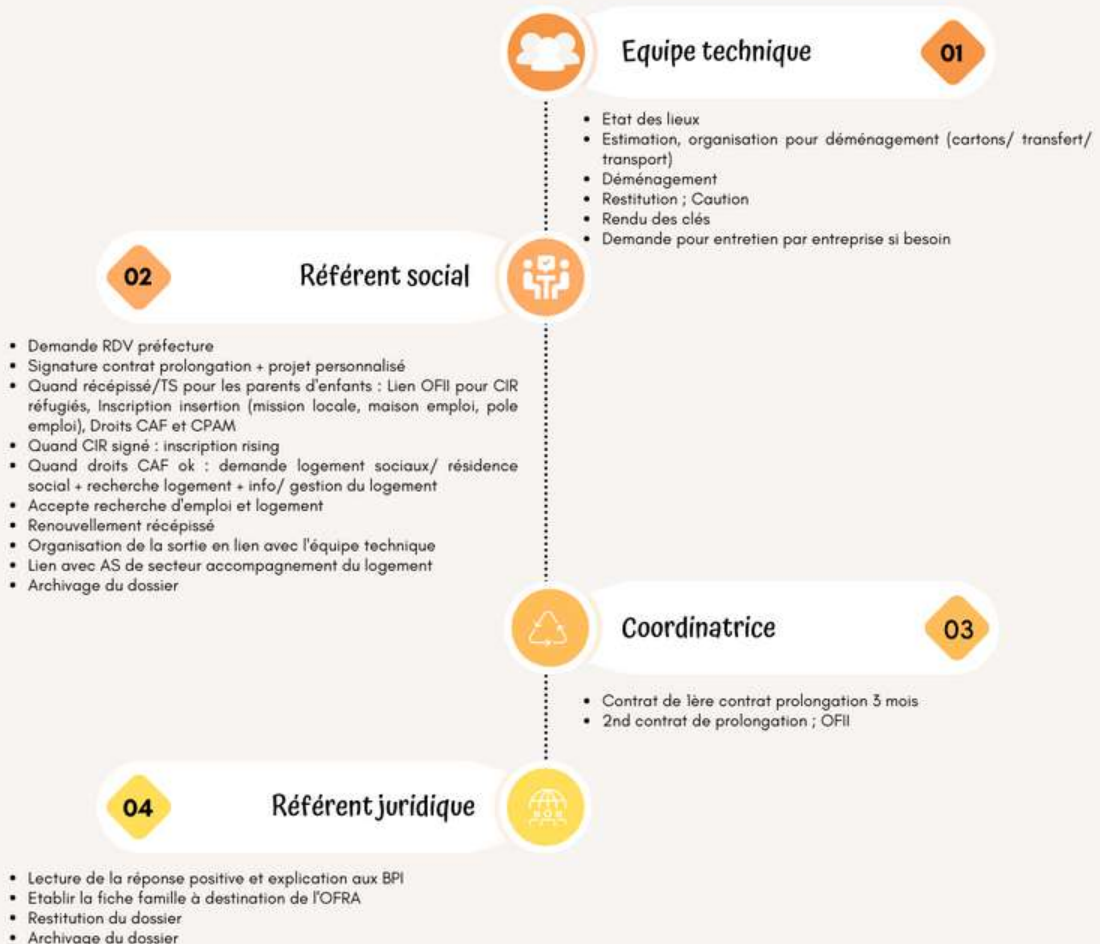 Equipe technique
01
• Etat des lieux
• Estimation, organisation pour déménagement (cartons/ transfert/
transport)
• Déménagement
• Restitution ; Caution
• Rendu des clés
• Demande pour entretien par entreprise si besoin
02
Référent social
• Demande RDV préfecture
• Signature contrat prolongation + projet personnalisé
• Quand récépissé/TS pour les parents d'enfants : Lien OFII pour CIR
réfugiés, Inscription insertion (mission locale, maison emploi, pole
emploi), Droits CAF et CPAM
• Quand CIR signé : inscription rising
• Quand droits CAF ok : demande logement sociaux/ résidence
social + recherche logement + info/ gestion du logement
• Accepte recherche d'emploi et logement
• Renouvellement récépissé
• Organisation de la sortie en lien avec l'équipe technique
• Lien avec AS de secteur accompagnement du logement
• Archivage du dossier
Coordinatrice
03
• Contrat de 1ère contrat prolongation 3 mois
• 2nd contrat de prolongation ; OFII
04
Référent juridique
• Lecture de la réponse positive et explication aux BPI
• Etablir la fiche famille à destination de l'OFRA
• Restitution du dossier
• Archivage du dossier